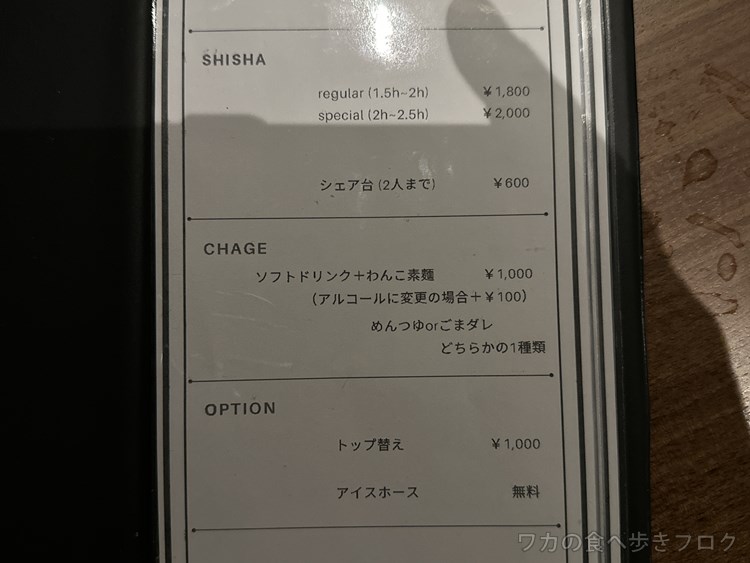 SHISHA
regular (1.5h~2h) ￥1,800
special (2h~2.5h) ￥2,000
シェア台 (2人まで) ￥600
CHAGE
ソフトドリンク＋わんこ素麺 ￥1,000
（アルコールに変更の場合＋￥100）
めんつゆorごまダレ
どちらかの1種類
OPTION
トップ替え ￥1,000
アイスホース 無料
ワカの食べ歩きブログ